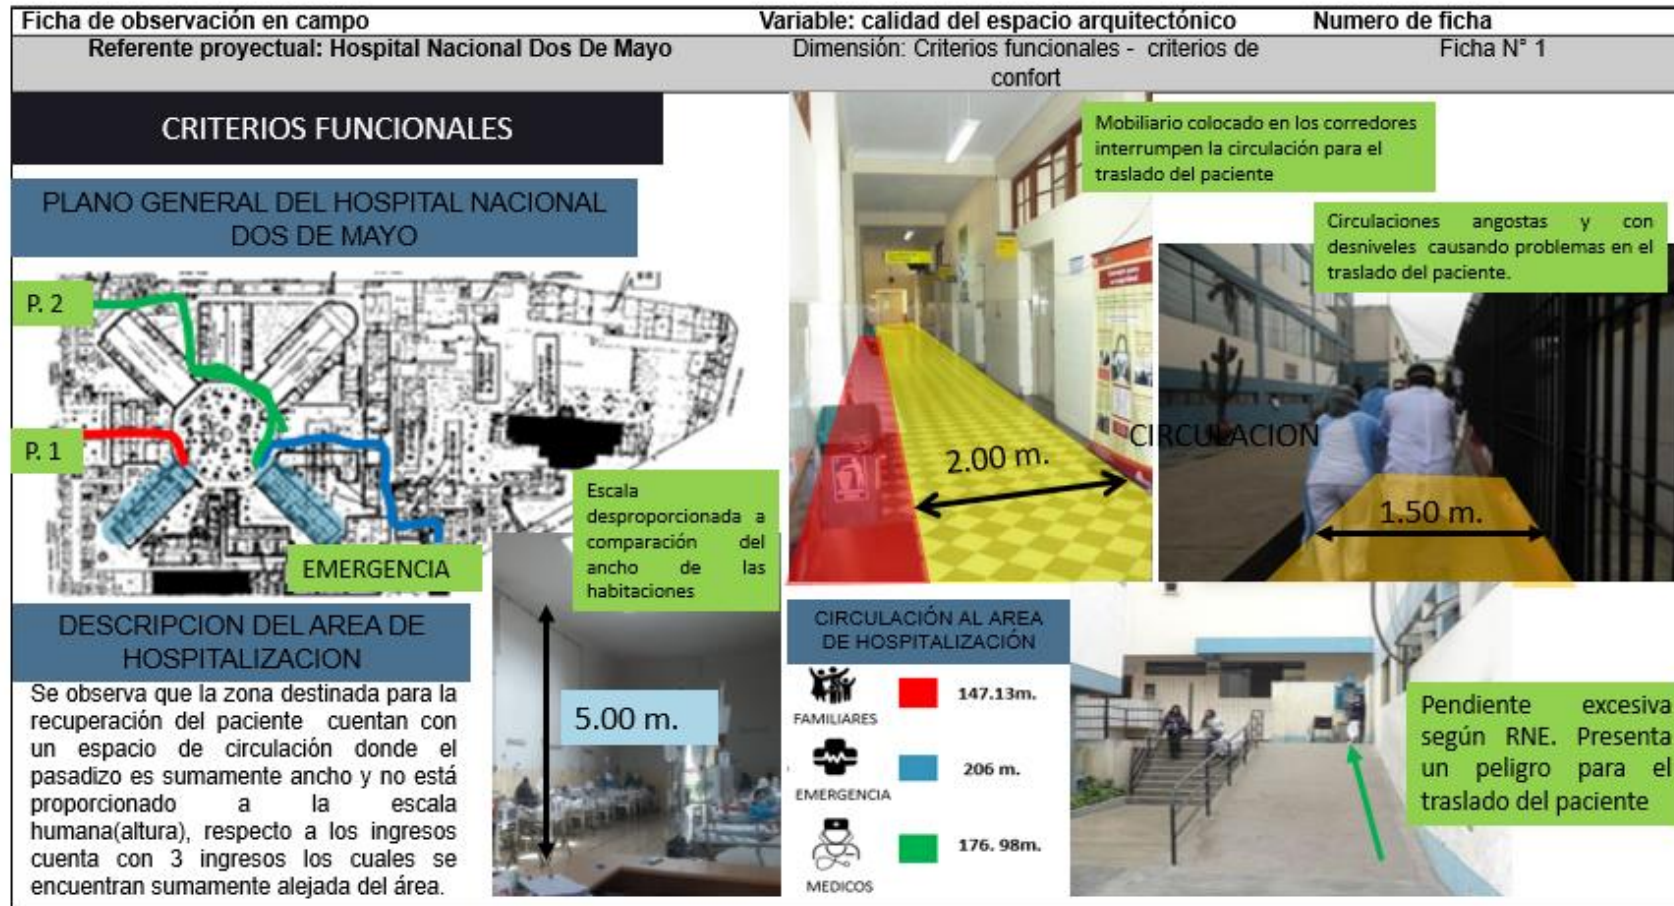 Ficha de observación en campo
Variable: calidad del espacio arquitectónico
Numero de ficha
Referente proyectual: Hospital Nacional Dos De Mayo
Dimensión: Criterios funcionales - criterios de
confort
Ficha N° 1
CRITERIOS FUNCIONALES
PLANO GENERAL DEL HOSPITAL NACIONAL
DOS DE MAYO
P. 2
P. 1
EMERGENCIA
Escala
desproporcionada a
comparación del
ancho de las
habitaciones
DESCRIPCION DEL AREA DE
HOSPITALIZACION
Se observa que la zona destinada para la
recuperación del paciente cuentan con
un espacio de circulación donde el
pasadizo es sumamente ancho y no está
proporcionado a la escala
humana(altura), respecto a los ingresos
cuenta con 3 ingresos los cuales se
encuentran sumamente alejada del área.
5.00 m.
Mobiliario colocado en los corredores
interrumpen la circulación para el
traslado del paciente
Circulaciones angostas y con
desniveles causando problemas en el
traslado del paciente.
CIRCULACION
2.00 m.
1.50 m.
CIRCULACIÓN AL AREA
DE HOSPITALIZACIÓN
FAMILIARES
147.13m.
EMERGENCIA
206 m.
MEDICOS
176. 98m.
Pendiente excesiva
según RNE. Presenta
un peligro para el
traslado del paciente